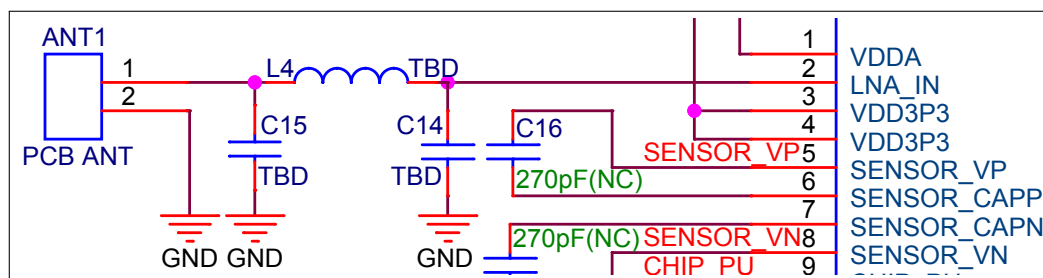 ANT1
1
2
PCB ANT
L4
TBD
C15
TBD
C14
TBD
C16
270pF(NC)
270pF(NC)
GND
GND
GND
SENSOR_VP
SENSOR_VN
CHIP_PU
1
VDDA
2
LNA_IN
3
VDD3P3
4
VDD3P3
5
SENSOR_VP
6
SENSOR_CAPP
7
SENSOR_CAPN
8
SENSOR_VN
9
CHIP_PU